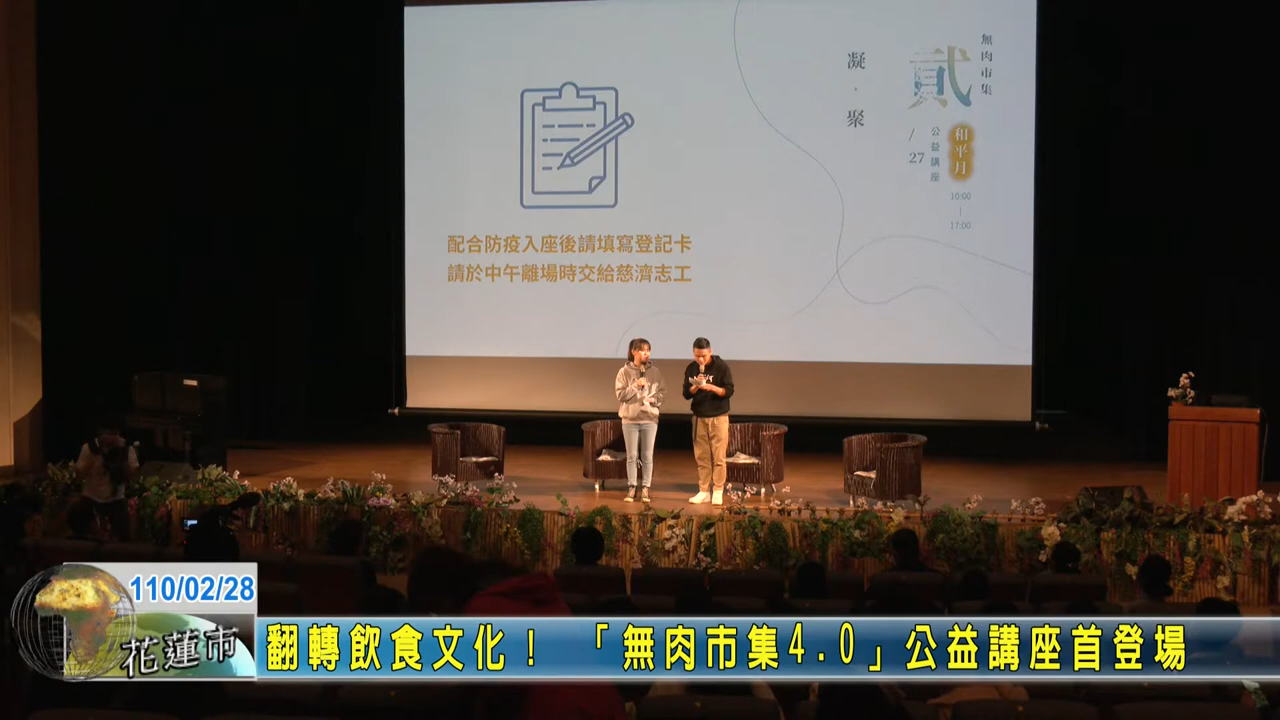 無肉市集
貳
/
27
公益講座
和平月
10:00
|
17:00
凝·聚
配合防疫入座後請填寫登記卡
請於中午離場時交給慈濟志工
110/02/28
花蓮市
翻轉飲食文化! 「無肉市集4.0」公益講座首登場